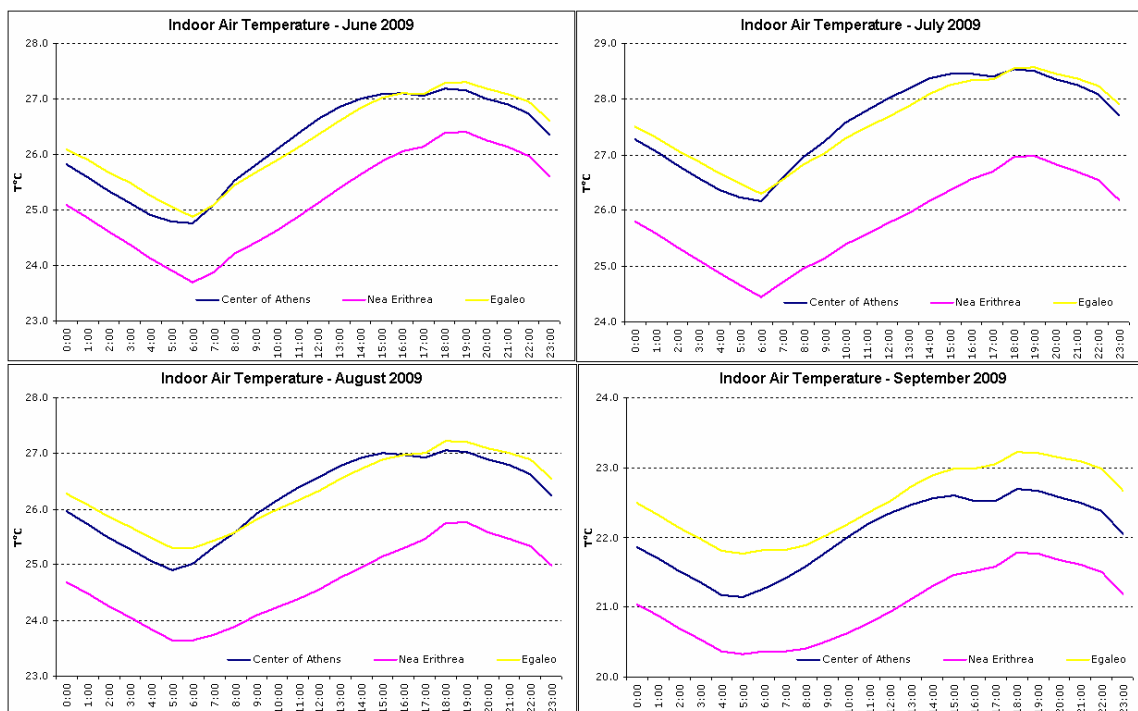 Indoor Air Temperature - June 2009
28.0
27.0
26.0
25.0
24.0
23.0
T°C
Center of Athens Nea Erithrea Egaleo
0:00 1:00 2:00 3:00 4:00 5:00 6:00 7:00 8:00 9:00 10:00 11:00 12:00 13:00 14:00 15:00 16:00 17:00 18:00 19:00 20:00 21:00 22:00 23:00
Indoor Air Temperature - July 2009
29.0
28.0
27.0
26.0
25.0
24.0
T°C
Center of Athens Nea Erithrea Egaleo
0:00 1:00 2:00 3:00 4:00 5:00 6:00 7:00 8:00 9:00 10:00 11:00 12:00 13:00 14:00 15:00 16:00 17:00 18:00 19:00 20:00 21:00 22:00 23:00
Indoor Air Temperature - August 2009
28.0
27.0
26.0
25.0
24.0
23.0
T°C
Center of Athens Nea Erithrea Egaleo
0:00 1:00 2:00 3:00 4:00 5:00 6:00 7:00 8:00 9:00 10:00 11:00 12:00 13:00 14:00 15:00 16:00 17:00 18:00 19:00 20:00 21:00 22:00 23:00
Indoor Air Temperature - September 2009
24.0
23.0
22.0
21.0
20.0
T°C
Center of Athens Nea Erithrea Egaleo
0:00 1:00 2:00 3:00 4:00 5:00 6:00 7:00 8:00 9:00 10:00 11:00 12:00 13:00 14:00 15:00 16:00 17:00 18:00 19:00 20:00 21:00 22:00 23:00